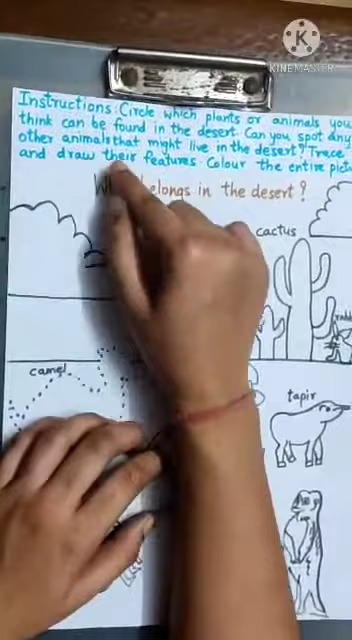 KINEMASTER
Instructions: Circle which plants or animals you
think can be found in the desert. Can you spot any
other animals that might live in the desert? Trace
and draw their features. Colour the entire
belongs in the desert?
cactus
camel
tapir